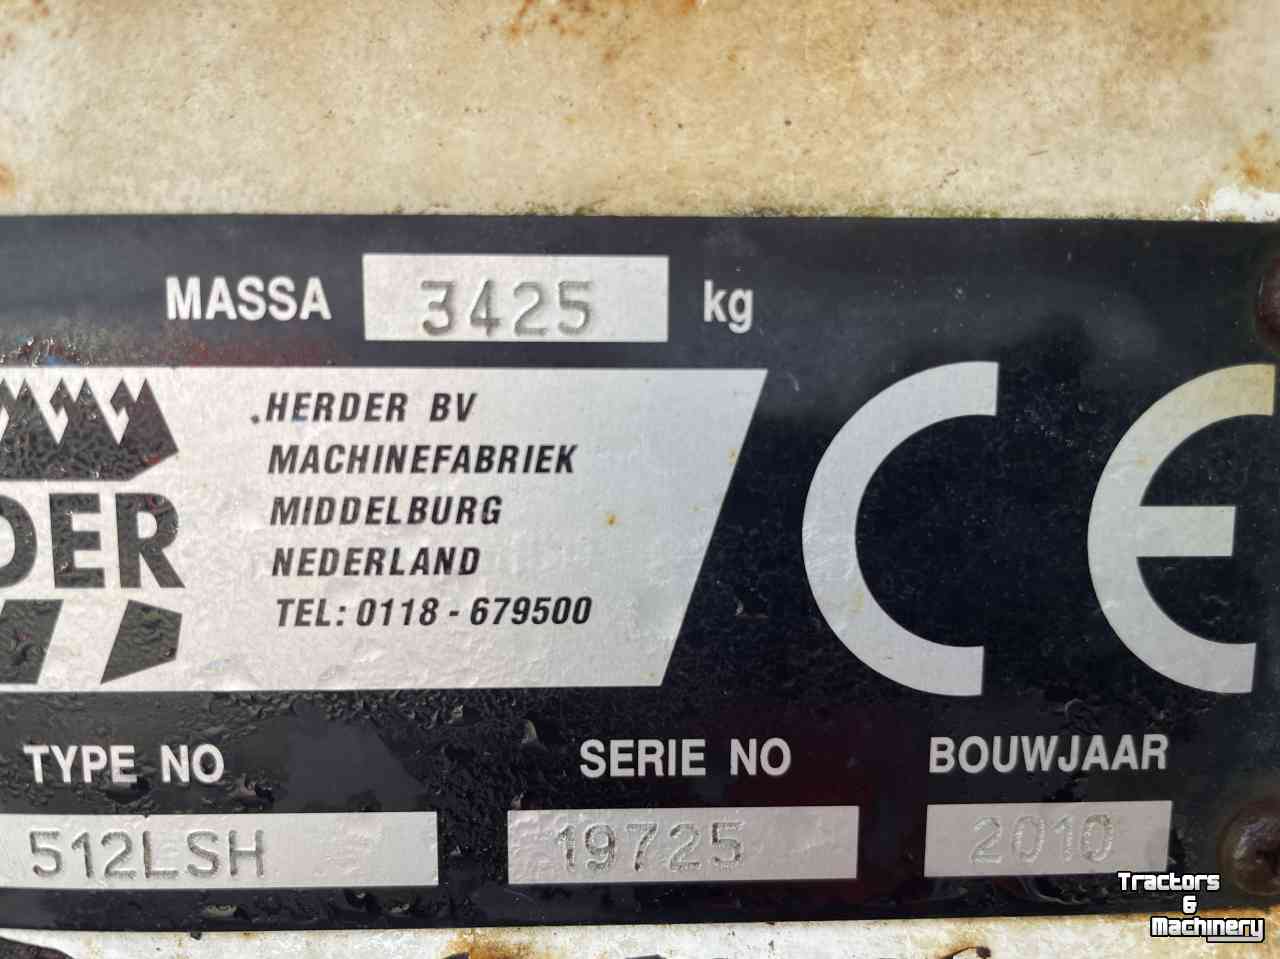 MASSA 3425 kg
DER
.HERDER BV
MACHINEFABRIEK
MIDDELBURG
NEDERLAND
TEL: 0118 - 679500
CE
TYPE NO SERIE NO BOUWJAAR
512LSH 19725 2010
Tractors
&
Machinery